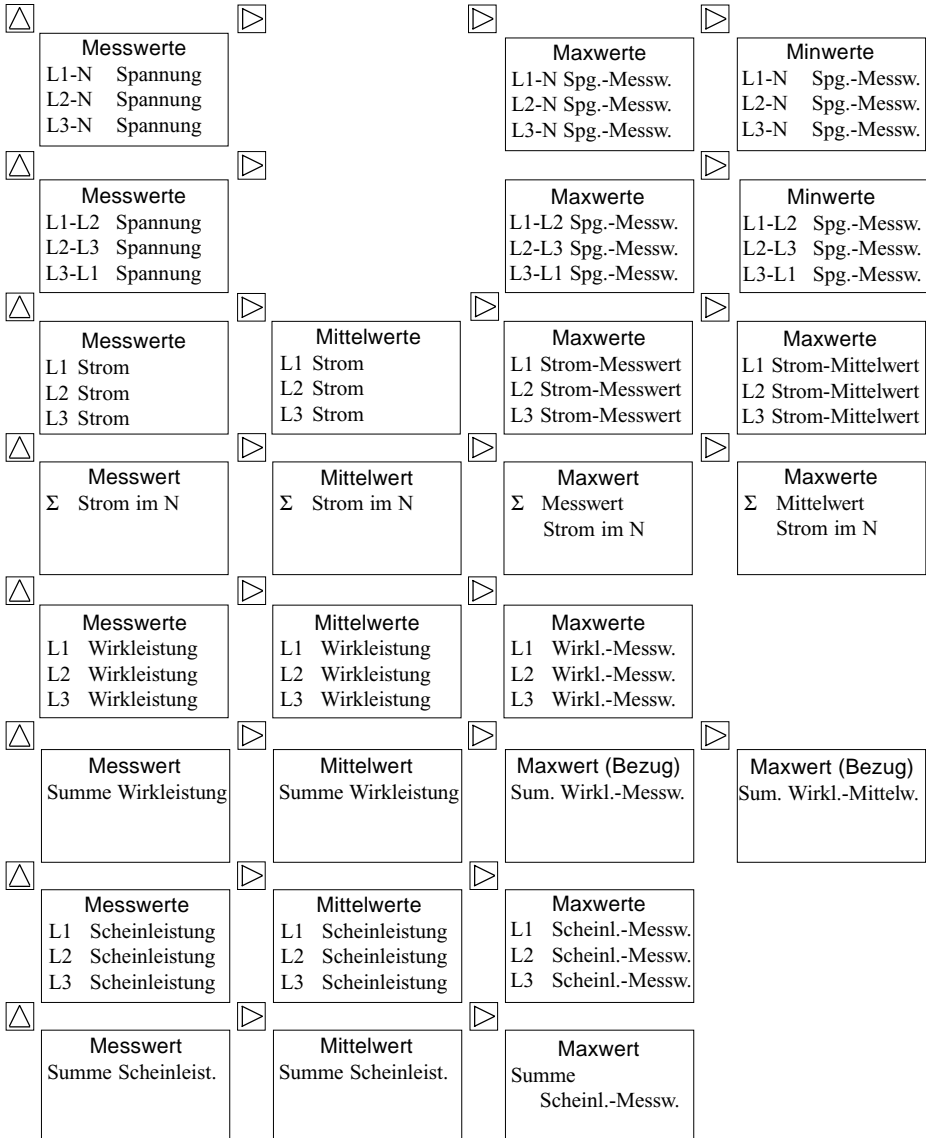 Messwerte
L1-N Spannung
L2-N Spannung
L3-N Spannung
Maxwerte
L1-N Spg.-Messw.
L2-N Spg.-Messw.
L3-N Spg.-Messw.
Minwerte
L1-N Spg.-Messw.
L2-N Spg.-Messw.
L3-N Spg.-Messw.
Messwerte
L1-L2 Spannung
L2-L3 Spannung
L3-L1 Spannung
Maxwerte
L1-L2 Spg.-Messw.
L2-L3 Spg.-Messw.
L3-L1 Spg.-Messw.
Minwerte
L1-L2 Spg.-Messw.
L2-L3 Spg.-Messw.
L3-L1 Spg.-Messw.
Messwerte
L1 Strom
L2 Strom
L3 Strom
Mittelwerte
L1 Strom
L2 Strom
L3 Strom
Maxwerte
L1 Strom-Messwert
L2 Strom-Messwert
L3 Strom-Messwert
Maxwerte
L1 Strom-Mittelwert
L2 Strom-Mittelwert
L3 Strom-Mittelwert
Messwert
Σ Strom im N
Mittelwert
Σ Strom im N
Maxwert
Σ Messwert
Strom im N
Maxwerte
Σ Mittelwert
Strom im N
Messwerte
L1 Wirkleistung
L2 Wirkleistung
L3 Wirkleistung
Mittelwerte
L1 Wirkleistung
L2 Wirkleistung
L3 Wirkleistung
Maxwerte
L1 Wirkl.-Messw.
L2 Wirkl.-Messw.
L3 Wirkl.-Messw.
Messwert
Summe Wirkleistung
Mittelwert
Summe Wirkleistung
Maxwert (Bezug)
Sum. Wirkl.-Messw.
Maxwert (Bezug)
Sum. Wirkl.-Mittelw.
Messwerte
L1 Scheinleistung
L2 Scheinleistung
L3 Scheinleistung
Mittelwerte
L1 Scheinleistung
L2 Scheinleistung
L3 Scheinleistung
Maxwerte
L1 Scheinl.-Messw.
L2 Scheinl.-Messw.
L3 Scheinl.-Messw.
Messwert
Summe Scheinleist.
Mittelwert
Summe Scheinleist.
Maxwert
Summe
Scheinl.-Messw.